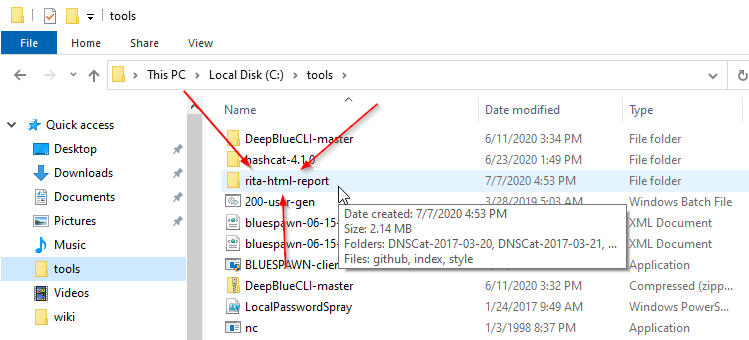 tools
File Home Share View
This PC Local Disk (C:) tools
Name Date modified Type
Quick access
Desktop
Downloads
Documents
Pictures
Music
tools
Videos
wiki
DeepBlueCLI-master 6/11/2020 3:34 PM File folder
hashcat-4.1.0 6/23/2020 1:49 PM File folder
rita-html-report 7/7/2020 4:53 PM File folder
200-user-gen 3/28/2019 5:03 AM Windows Batch File
bluespawn-06-15- XML Document
bluespawn-06-15- XML Document
BLUESPAWN-clien Application
DeepBlueCLI-master 6/11/2020 3:32 PM Compressed (zipp...
LocalPasswordSpray 1/24/2017 9:49 AM Windows PowerS...
nc 1/3/1998 8:37 PM Application
Date created: 7/7/2020 4:53 PM
Size: 2.14 MB
Folders: DNSCat-2017-03-20, DNSCat-2017-03-21, ...
Files: github, index, style